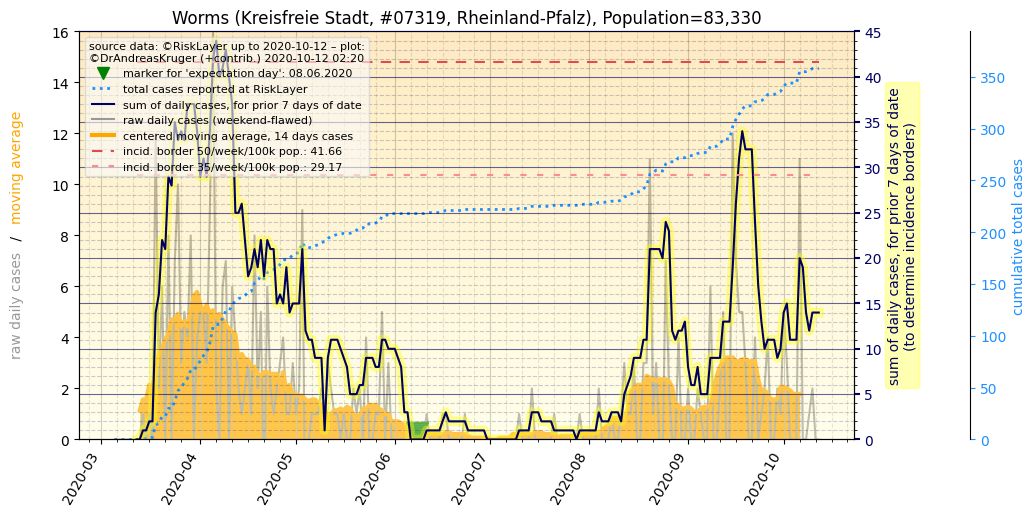 Worms (Kreisfreie Stadt, #07319, Rheinland-Pfalz), Population=83,330
source data: ©RiskLayer up to 2020-10-12 – plot:
©DrAndreasKruger (+contrib.) 2020-10-12 02:20
marker for 'expectation day': 08.06.2020
total cases reported at RiskLayer
sum of daily cases, for prior 7 days of date
raw daily cases (weekend-flawed)
centered moving average, 14 days cases
incid. border 50/week/100k pop.: 41.66
incid. border 35/week/100k pop.: 29.17
raw daily cases / moving average
16
14
12
10
8
6
4
2
0
45
40
35
30
25
20
15
10
5
0
sum of daily cases, for prior 7 days of date
(to determine incidence borders)
350
300
250
200
150
100
50
0
cumulative total cases
2020-03
2020-04
2020-05
2020-06
2020-07
2020-08
2020-09
2020-10